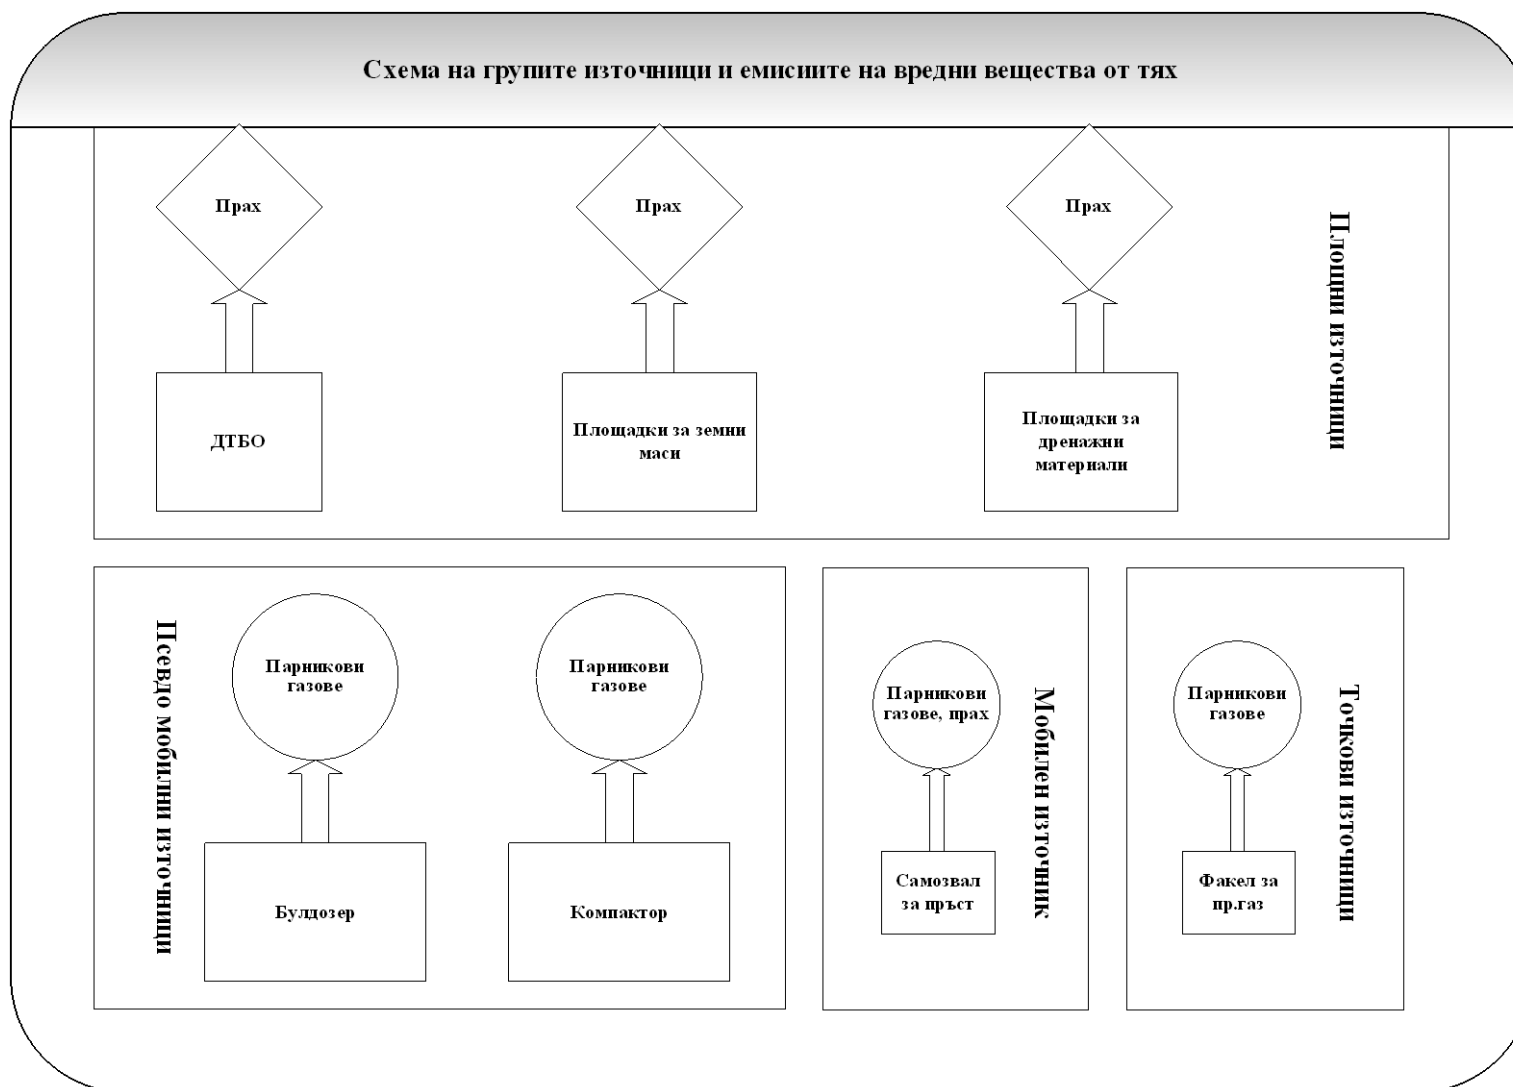 Схема на групите източници и емисиите на вредни вещества от тях
Прах
Прах
Прах
Площни източници
ДТБО
Площадки за земни
маси
Площадки за
дренажни
материали
Псевдо мобилни източници
Парникови
газове
Парникови
газове
Булдозер
Компактор
Парникови
газове, прах
Мобилен източник
Самозвал
за пръст
Парникови
газове
Точкови източници
Факел за
пр.газ